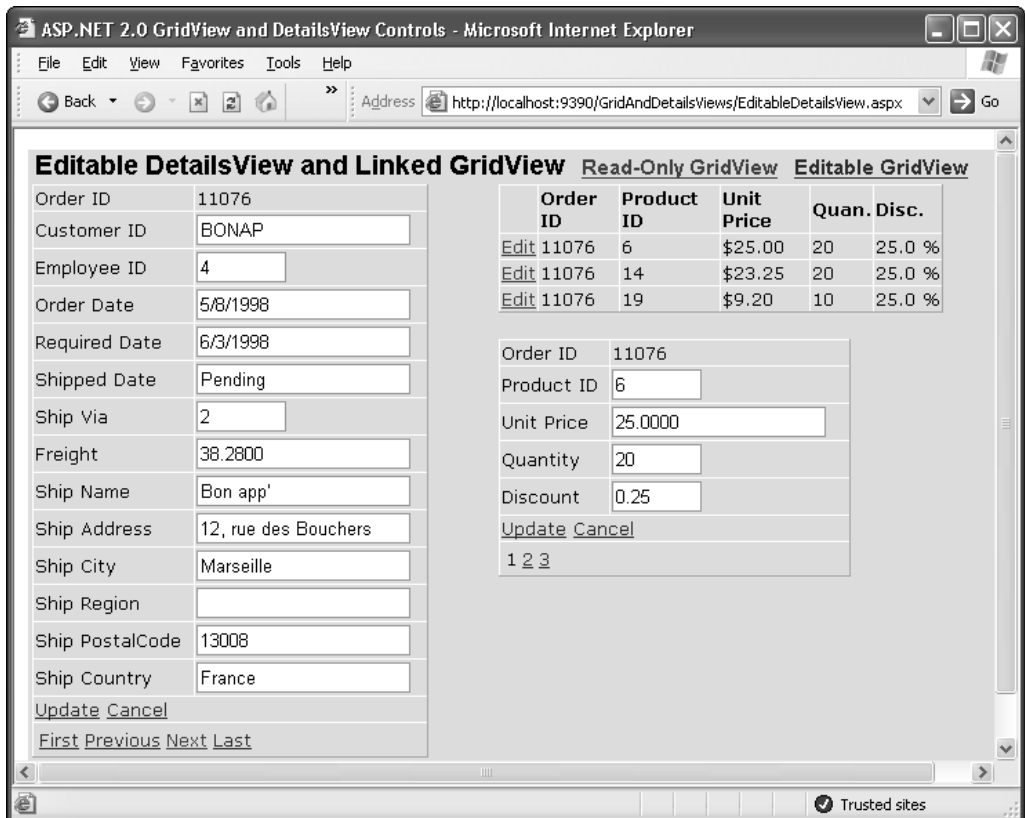 ASP.NET 2.0 GridView and DetailsView Controls - Microsoft Internet Explorer
File Edit View Favorites Tools Help
Back » Address http://localhost:9390/GridAndDetailsViews/EditableDetailsView.aspx Go
Editable DetailsView and Linked GridView Read-Only GridView Editable GridView
Order ID 11076
Customer ID BONAP
Employee ID 4
Order Date 5/8/1998
Required Date 6/3/1998
Shipped Date Pending
Ship Via 2
Freight 38.2800
Ship Name Bon app'
Ship Address 12, rue des Bouchers
Ship City Marseille
Ship Region
Ship PostalCode 13008
Ship Country France
Update Cancel
First Previous Next Last
Order ID Product ID Unit Price Quan. Disc.
Edit 11076 6 $25.00 20 25.0 %
Edit 11076 14 $23.25 20 25.0 %
Edit 11076 19 $9.20 10 25.0 %
Order ID 11076
Product ID 6
Unit Price 25.0000
Quantity 20
Discount 0.25
Update Cancel
1 2 3
Trusted sites